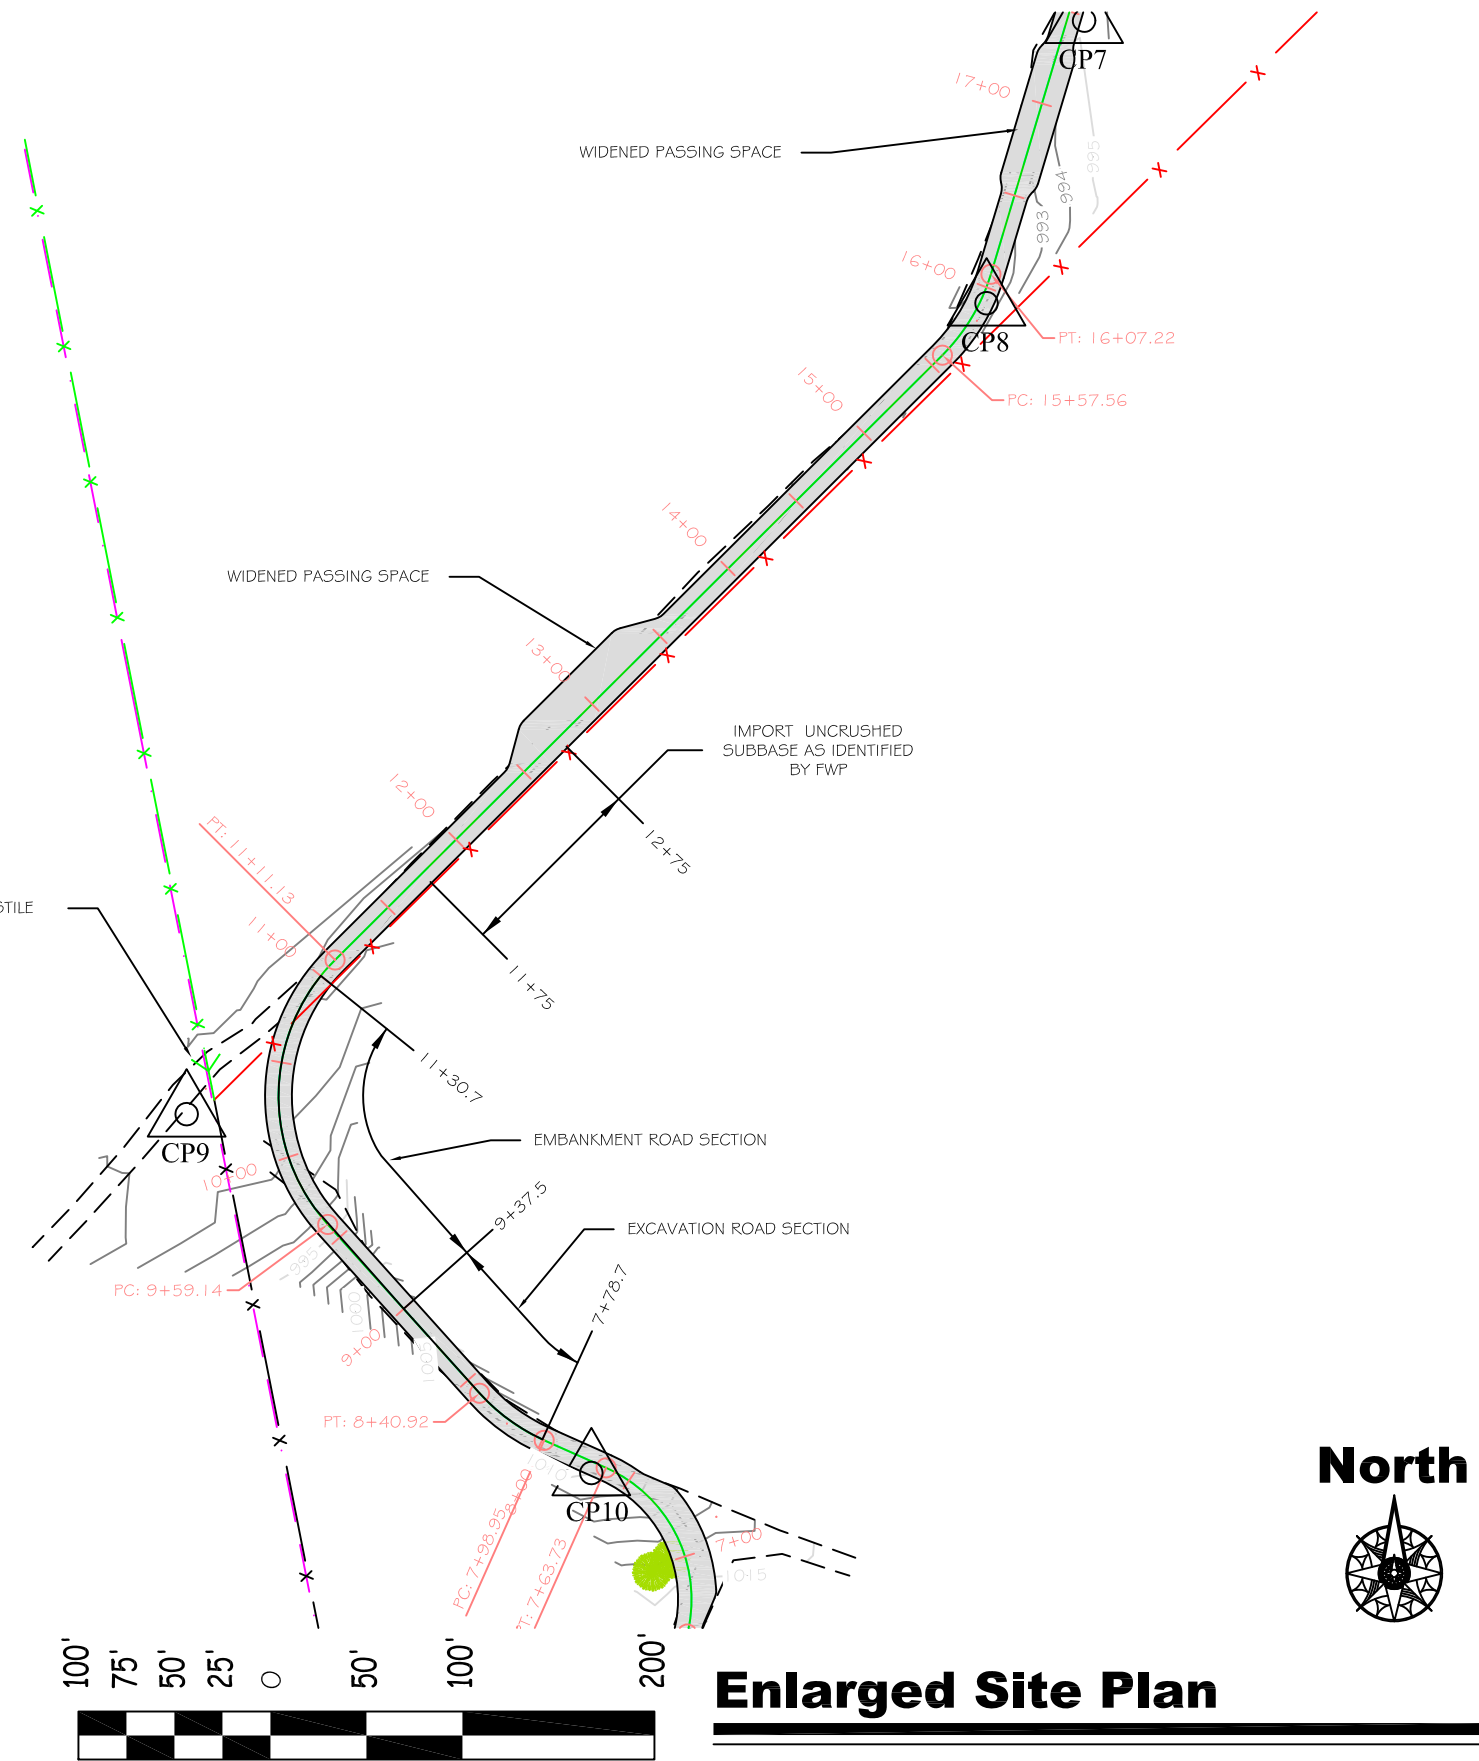 CP7
17+00
WIDENED PASSING SPACE
995
994
993
16+00
CP8
PT: 16+07.22
PC: 15+57.56
15+00
14+00
WIDENED PASSING SPACE
13+00
IMPORT UNCRUSHED
SUBBASE AS IDENTIFIED
BY FWP
12+00
12+75
PT: 11+11.13
11+00
STILE
11+75
11+30.7
EMBANKMENT ROAD SECTION
CP9
10+00
9+37.5
EXCAVATION ROAD SECTION
995
PC: 9+59.14
1000
7+78.7
9+00
1005
PT: 8+40.92
1010
8+00
CP10
PC: 7+98.95
PT: 7+63.73
7+00
1015
North
100'
75'
50'
25'
0
50'
100'
200'
Enlarged Site Plan